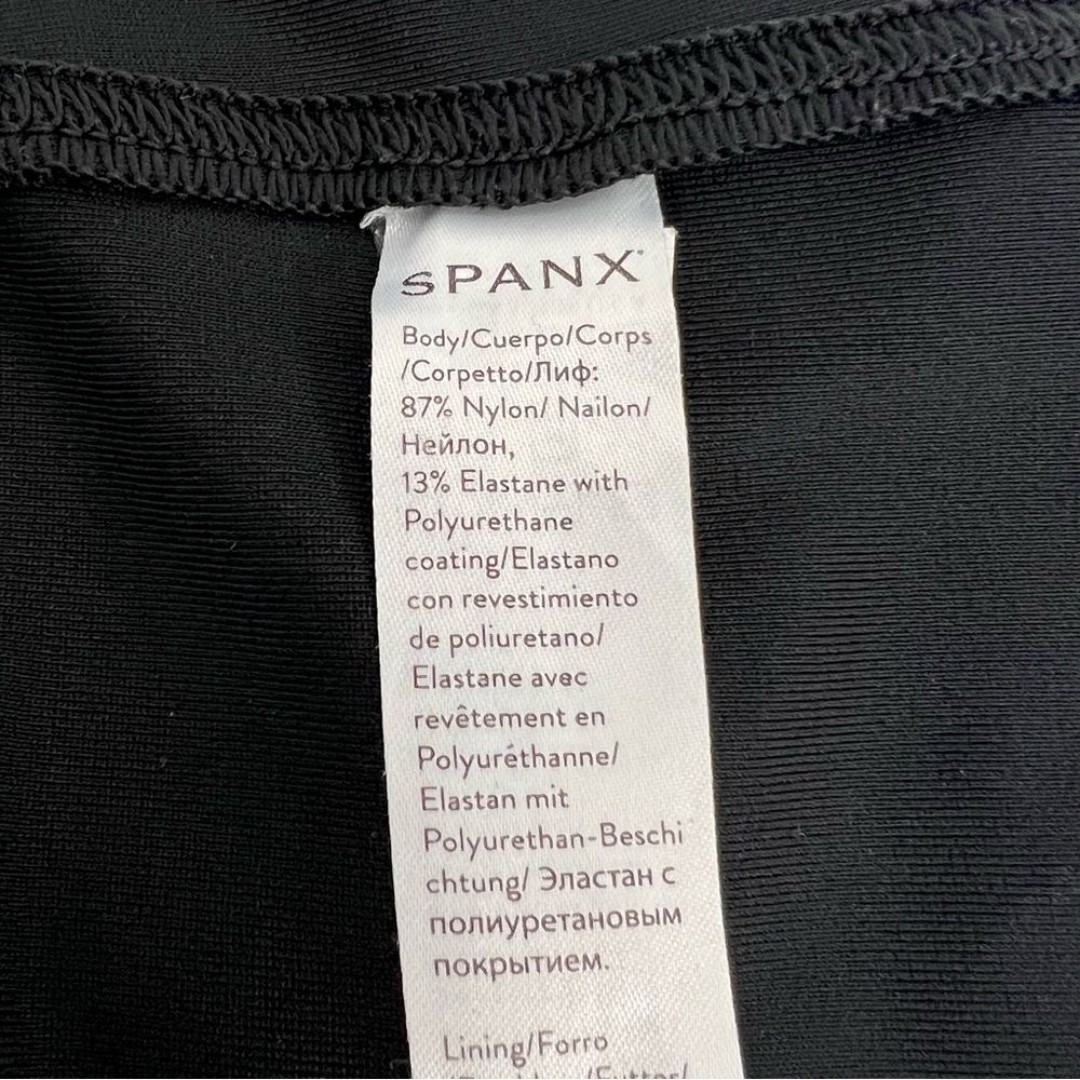 SPANX®
Body/Cuerpo/Corps
/Corpetto/Лиф:
87% Nylon/ Nailon/
Нейлон,
13% Elastane with
Polyurethane
coating/Elastano
con revestimiento
de poliuretano/
Elastane avec
revêtement en
Polyuréthanne/
Elastan mit
Polyurethan-Beschi
chtung/ Эластан с
полиуретановым
покрытием.
Lining/Forro